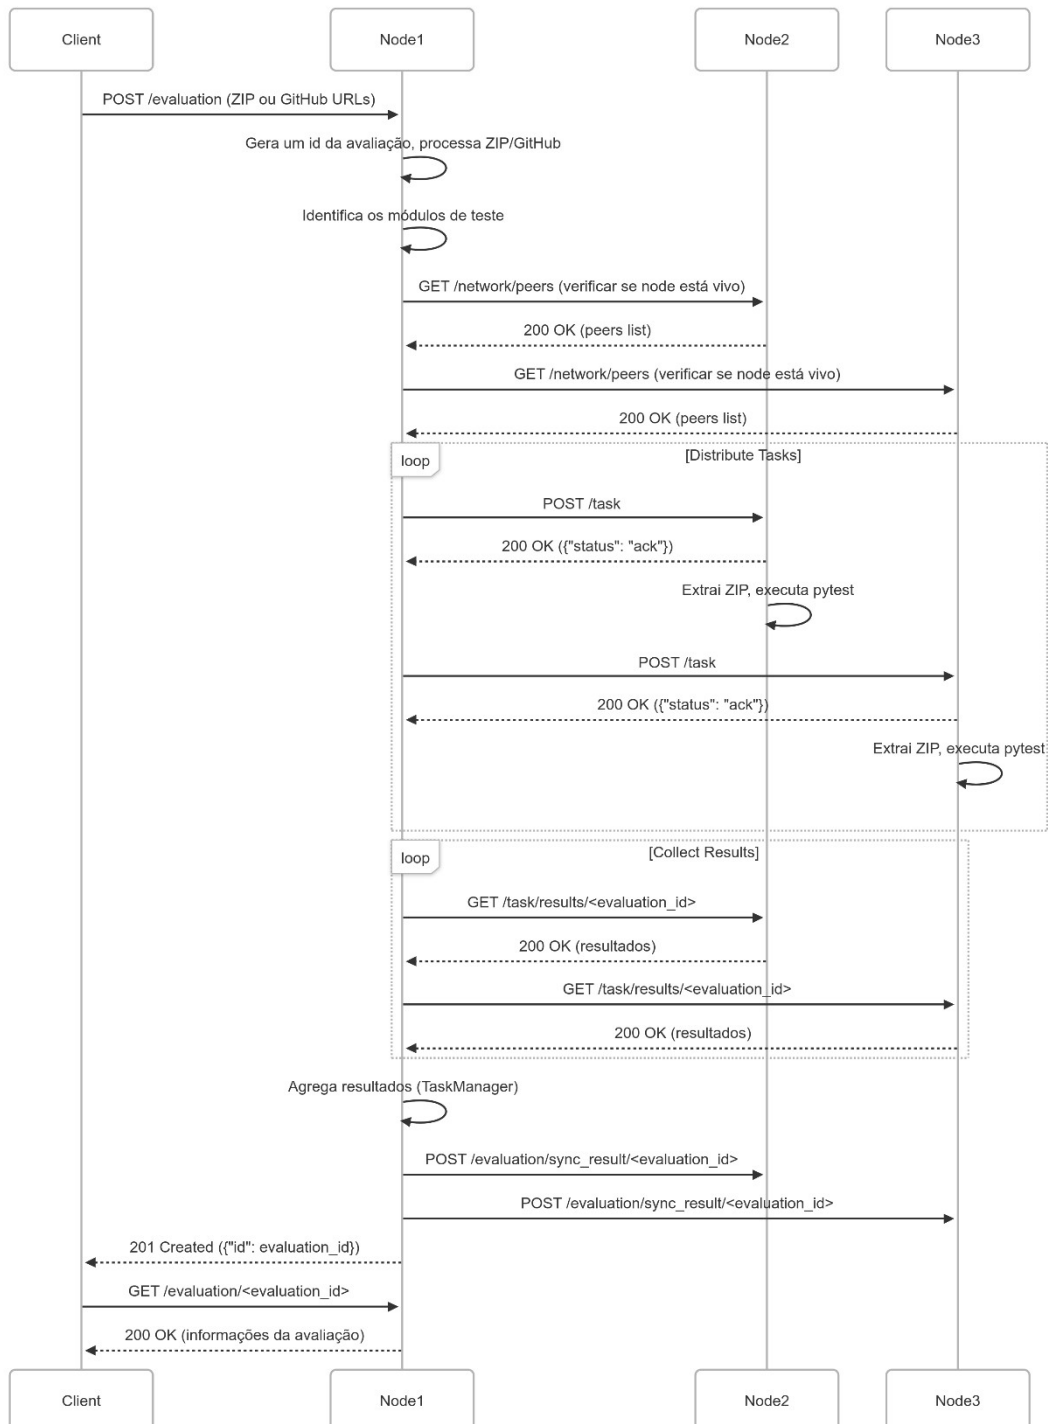 Client
Node1
Node2
Node3
POST /evaluation (ZIP ou GitHub URLs)
Gera um id da avaliação, processa ZIP/GitHub
Identifica os módulos de teste
GET /network/peers (verificar se node está vivo)
200 OK (peers list)
GET /network/peers (verificar se node está vivo)
200 OK (peers list)
loop
[Distribute Tasks]
POST /task
200 OK ({"status": "ack"})
Extrai ZIP, executa pytest
POST /task
200 OK ({"status": "ack"})
Extrai ZIP, executa pytest
loop
[Collect Results]
GET /task/results/<evaluation_id>
200 OK (resultados)
GET /task/results/<evaluation_id>
200 OK (resultados)
Agrega resultados (TaskManager)
POST /evaluation/sync_result/<evaluation_id>
POST /evaluation/sync_result/<evaluation_id>
201 Created ({"id": evaluation_id})
GET /evaluation/<evaluation_id>
200 OK (informações da avaliação)
Client
Node1
Node2
Node3